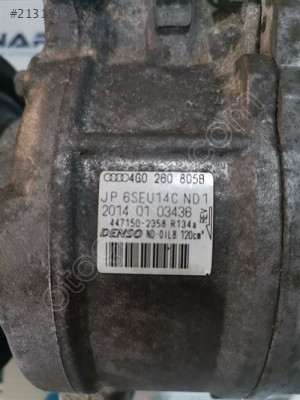 #213
4G0 260 805B
JP 6SEU14C ND1
2014 01 03436
447150-2358 R134a
DENSO ND-OIL8 120cm³